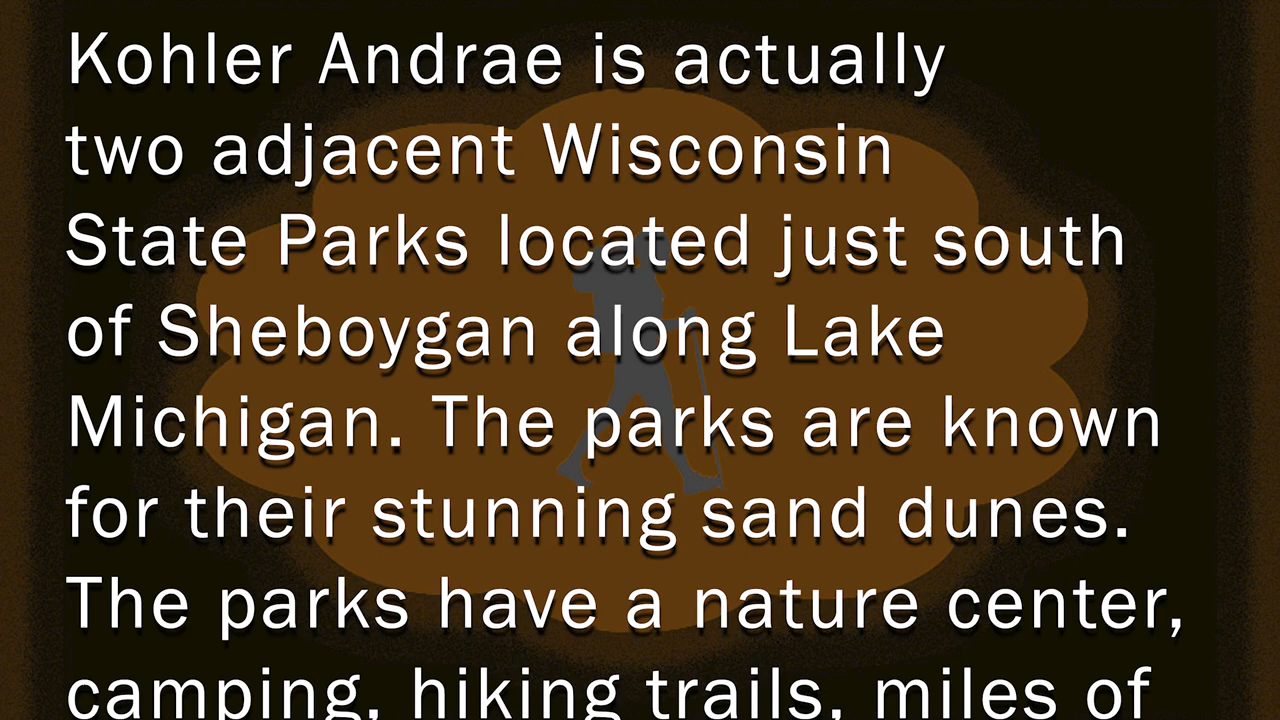 Kohler Andrae is actually
two adjacent Wisconsin
State Parks located just south
of Sheboygan along Lake
Michigan. The parks are known
for their stunning sand dunes.
The parks have a nature center,
camping, hiking trails, miles of